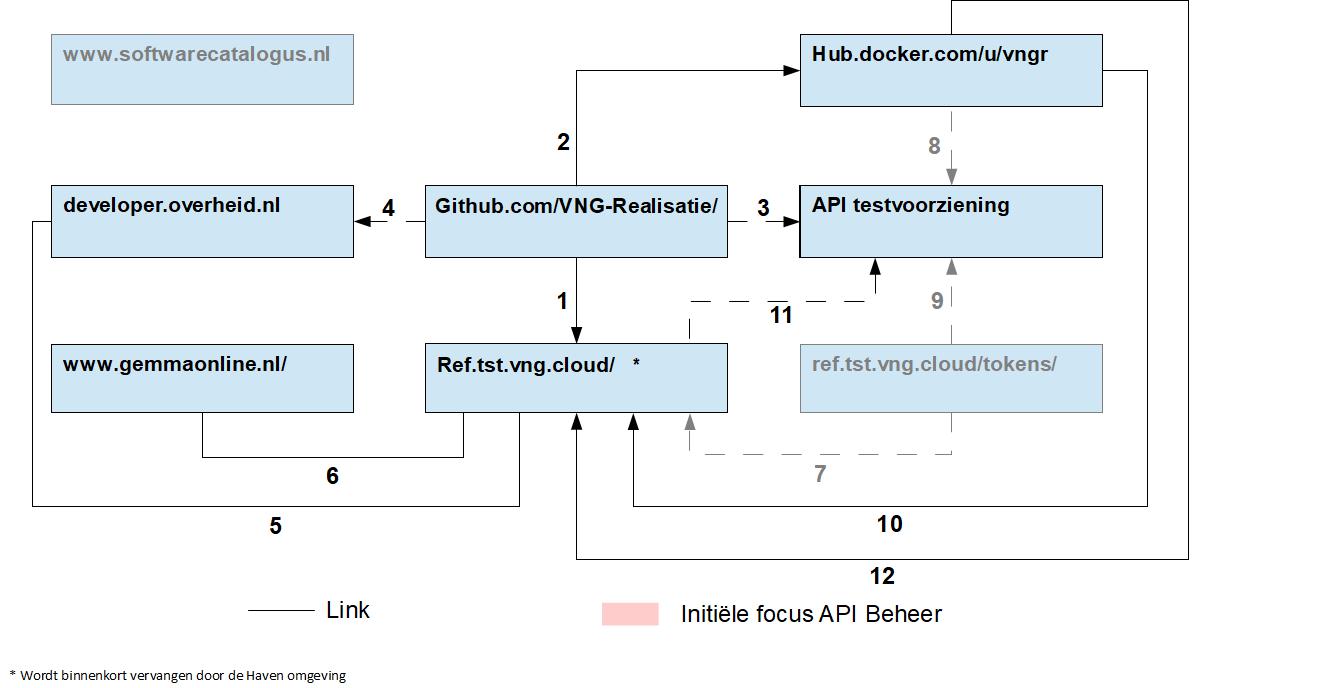 www.softwarecatalogus.nl
Hub.docker.com/u/vngr
2
8
developer.overheid.nl
4
Github.com/VNG-Realisatie/
3
API testvoorziening
1
11
9
www.gemmaonline.nl/
Ref.tst.vng.cloud/ *
ref.tst.vng.cloud/tokens/
6
7
5
10
12
Link
Initiële focus API Beheer
* Wordt binnenkort vervangen door de Haven omgeving